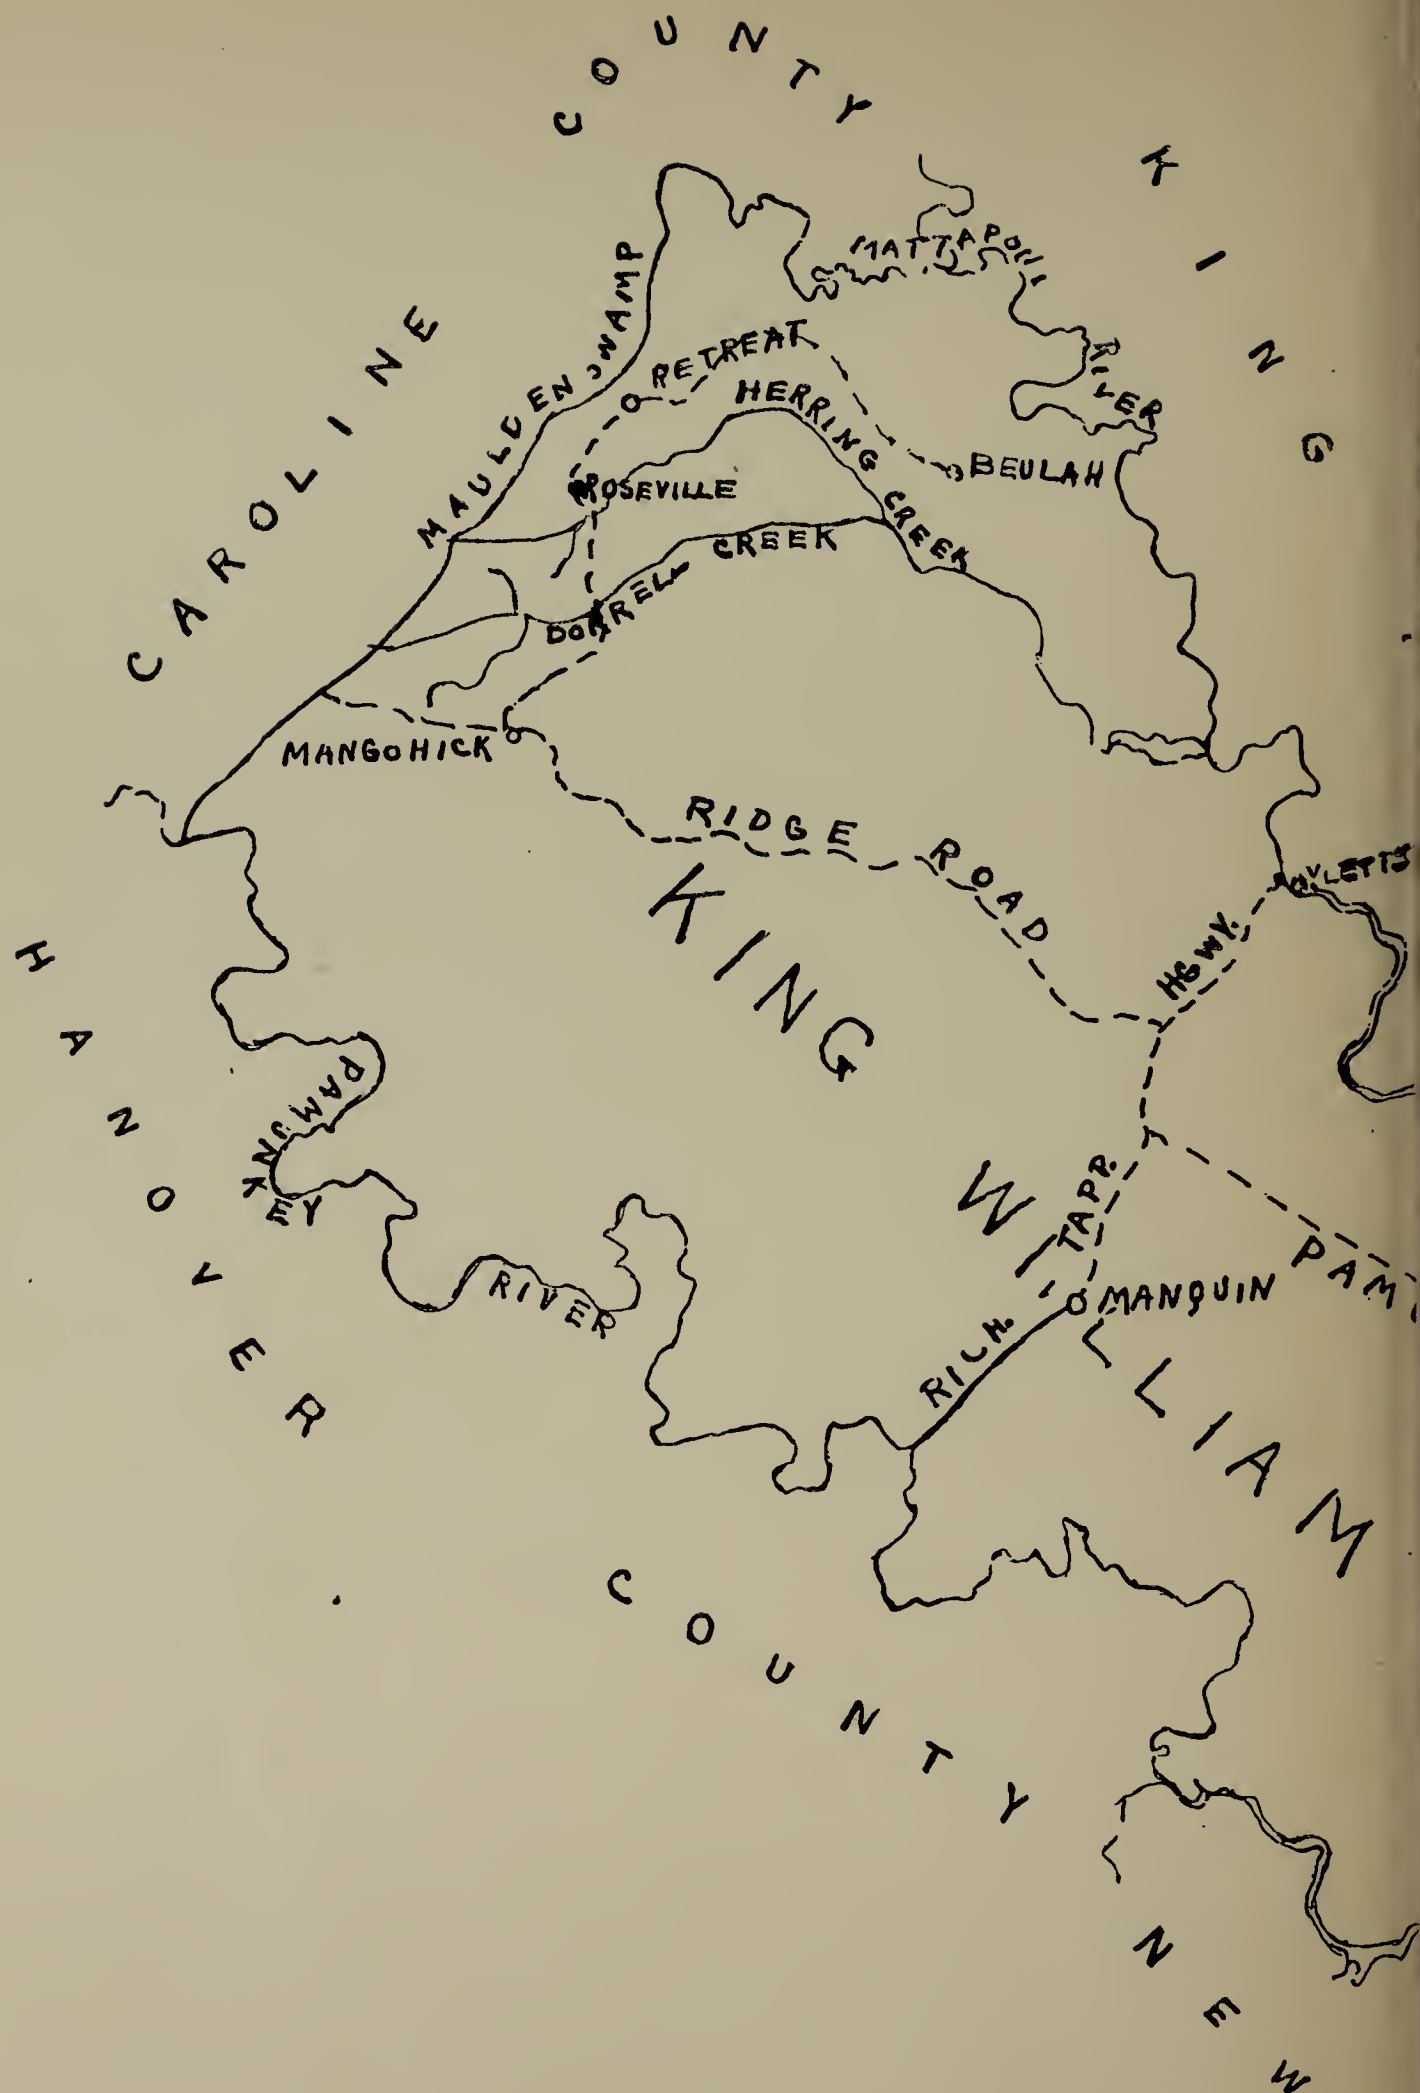 CAROLINE COUNTY
KING
MATTAPONI RIVER
MAULDEN SWAMP
RETREAT
HERRING CREEK
BEULAH
ROSEVILLE
CREEK
MANGOHICK
RIDGE ROAD
HGWY.
KING WILLIAM
HANOVER COUNTY
PAMUNKEY
RIVER
TAPP.
RICH.
MANQUIN
PAM
NEW